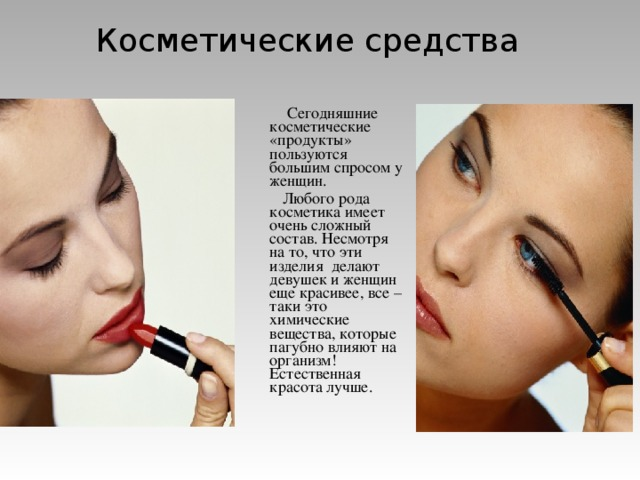 Косметические средства
Сегодняшние
косметические
«продукты»
пользуются
большим спросом у
женщин.
Любого рода
косметика имеет
очень сложный
состав. Несмотря
на то, что эти
изделия делают
девушек и женщин
еще красивее, все –
таки это
химические
вещества, которые
пагубно влияют на
организм!
Естественная
красота лучше.